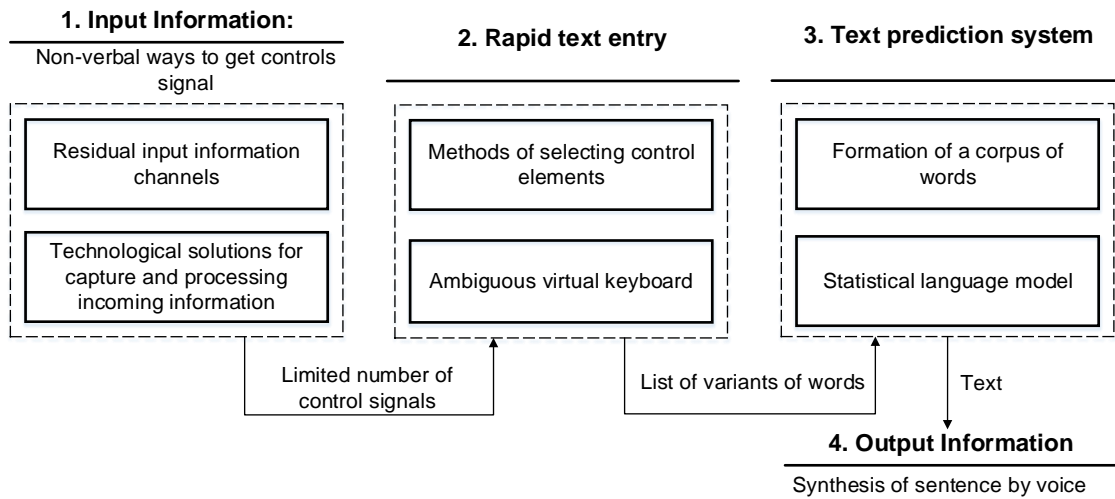 1. Input Information:
Non-verbal ways to get controls
signal
Residual input information
channels
Technological solutions for
capture and processing
incoming information
Limited number of
control signals
2. Rapid text entry
Methods of selecting control
elements
Ambiguous virtual keyboard
List of variants of words
3. Text prediction system
Formation of a corpus of
words
Statistical language model
Text
4. Output Information
Synthesis of sentence by voice